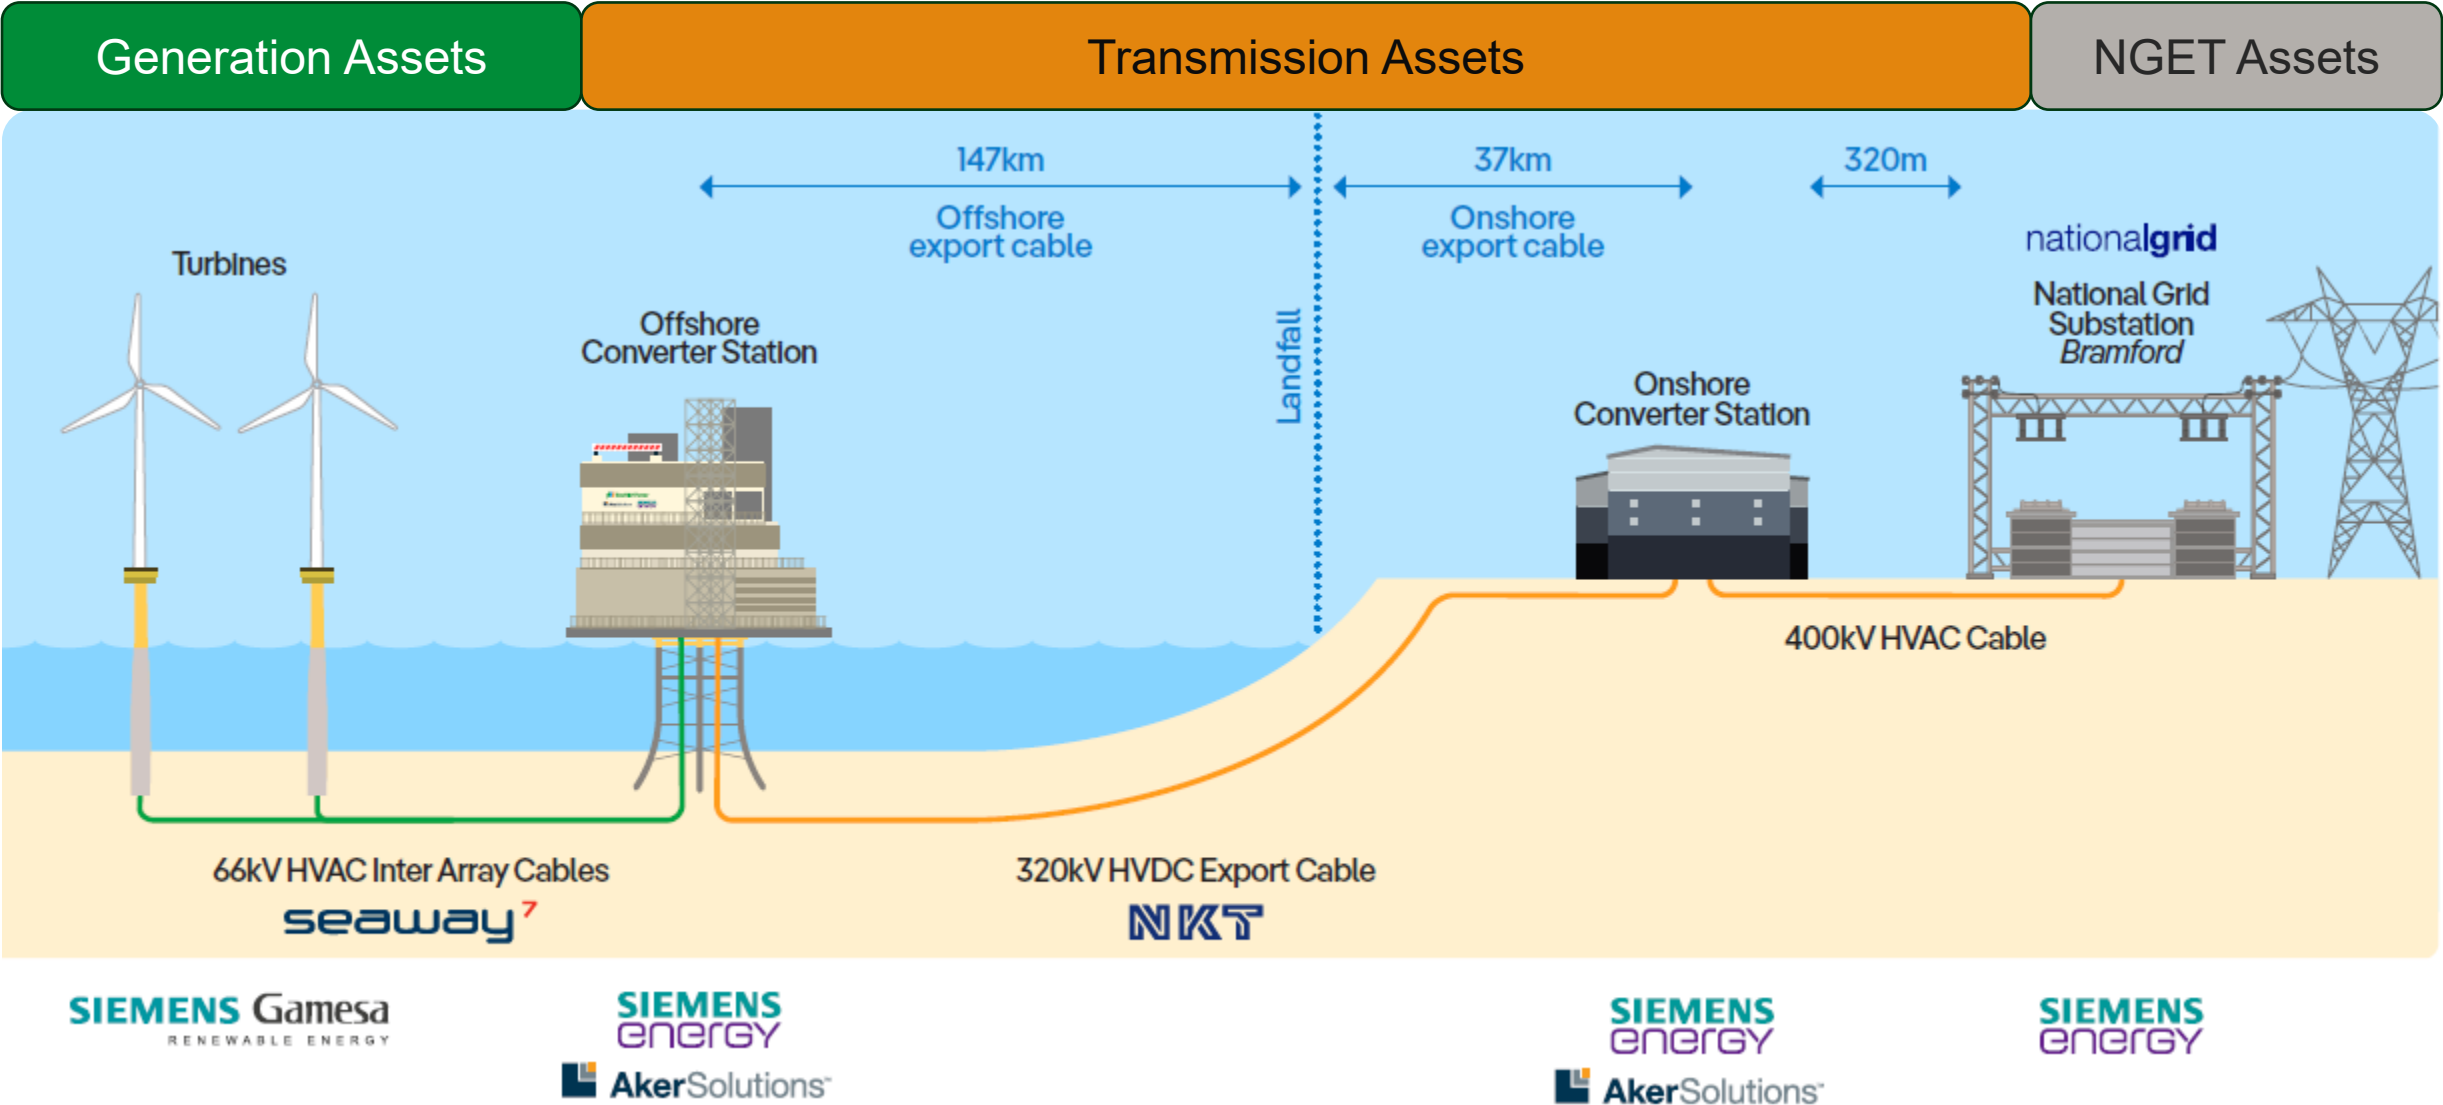 Generation Assets
Transmission Assets
NGET Assets
147km
Offshore
export cable
37km
Onshore
export cable
320m
Landfall
nationalgrid
National Grid
Substation
Bramford
Turbines
Offshore
Converter Station
Onshore
Converter Station
400kV HVAC Cable
66kV HVAC Inter Array Cables
seaway7
320kV HVDC Export Cable
NKT
SIEMENS Gamesa
RENEWABLE ENERGY
SIEMENS
energy
AkerSolutions
SIEMENS
energy
AkerSolutions
SIEMENS
energy